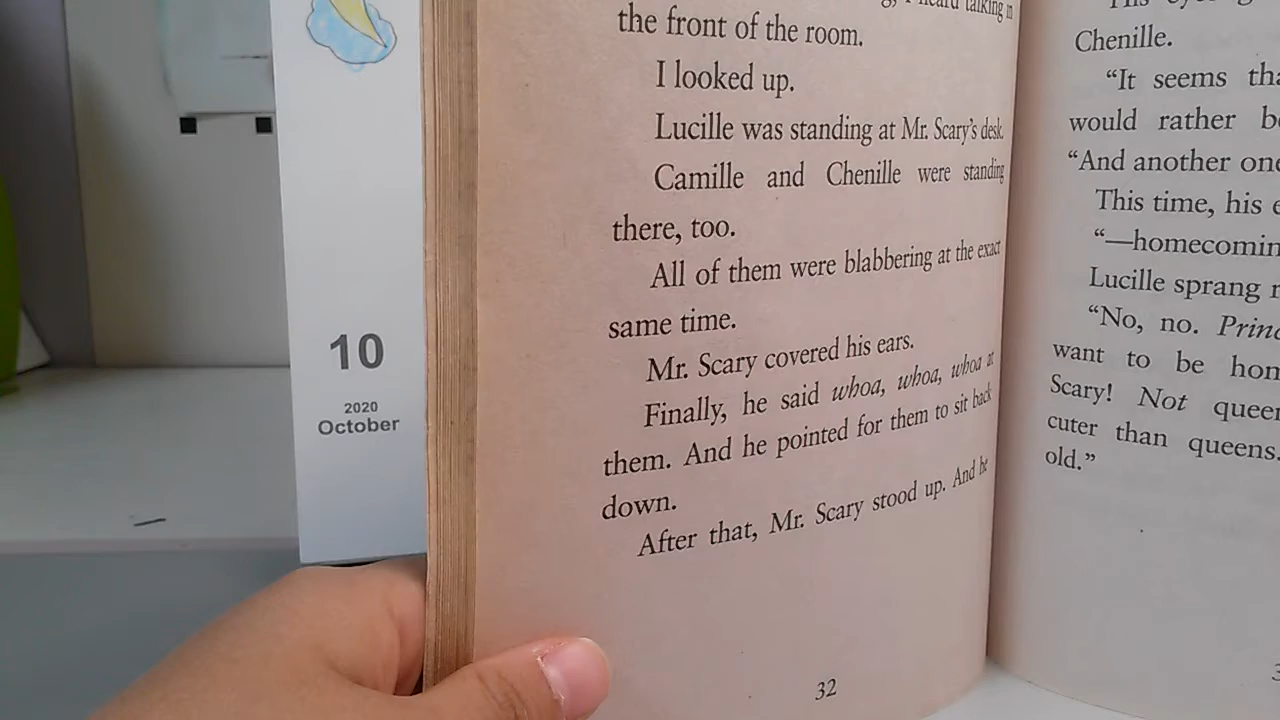 10
2020
October
I heard talking in
the front of the room.
I looked up.
Lucille was standing at Mr. Scary's desk.
Camille and Chenille were standing
there, too.
All of them were blabbering at the exact
same time.
Mr. Scary covered his ears.
Finally, he said whoa, whoa, whoa at
them. And he pointed for them to sit back
down.
After that, Mr. Scary stood up. And he
32
Chenille.
"It seems
would rather
"And another
This time, his
"—
Lucille sprang
"No, no.
want to be
Scary! Not
cuter than queens.
old."